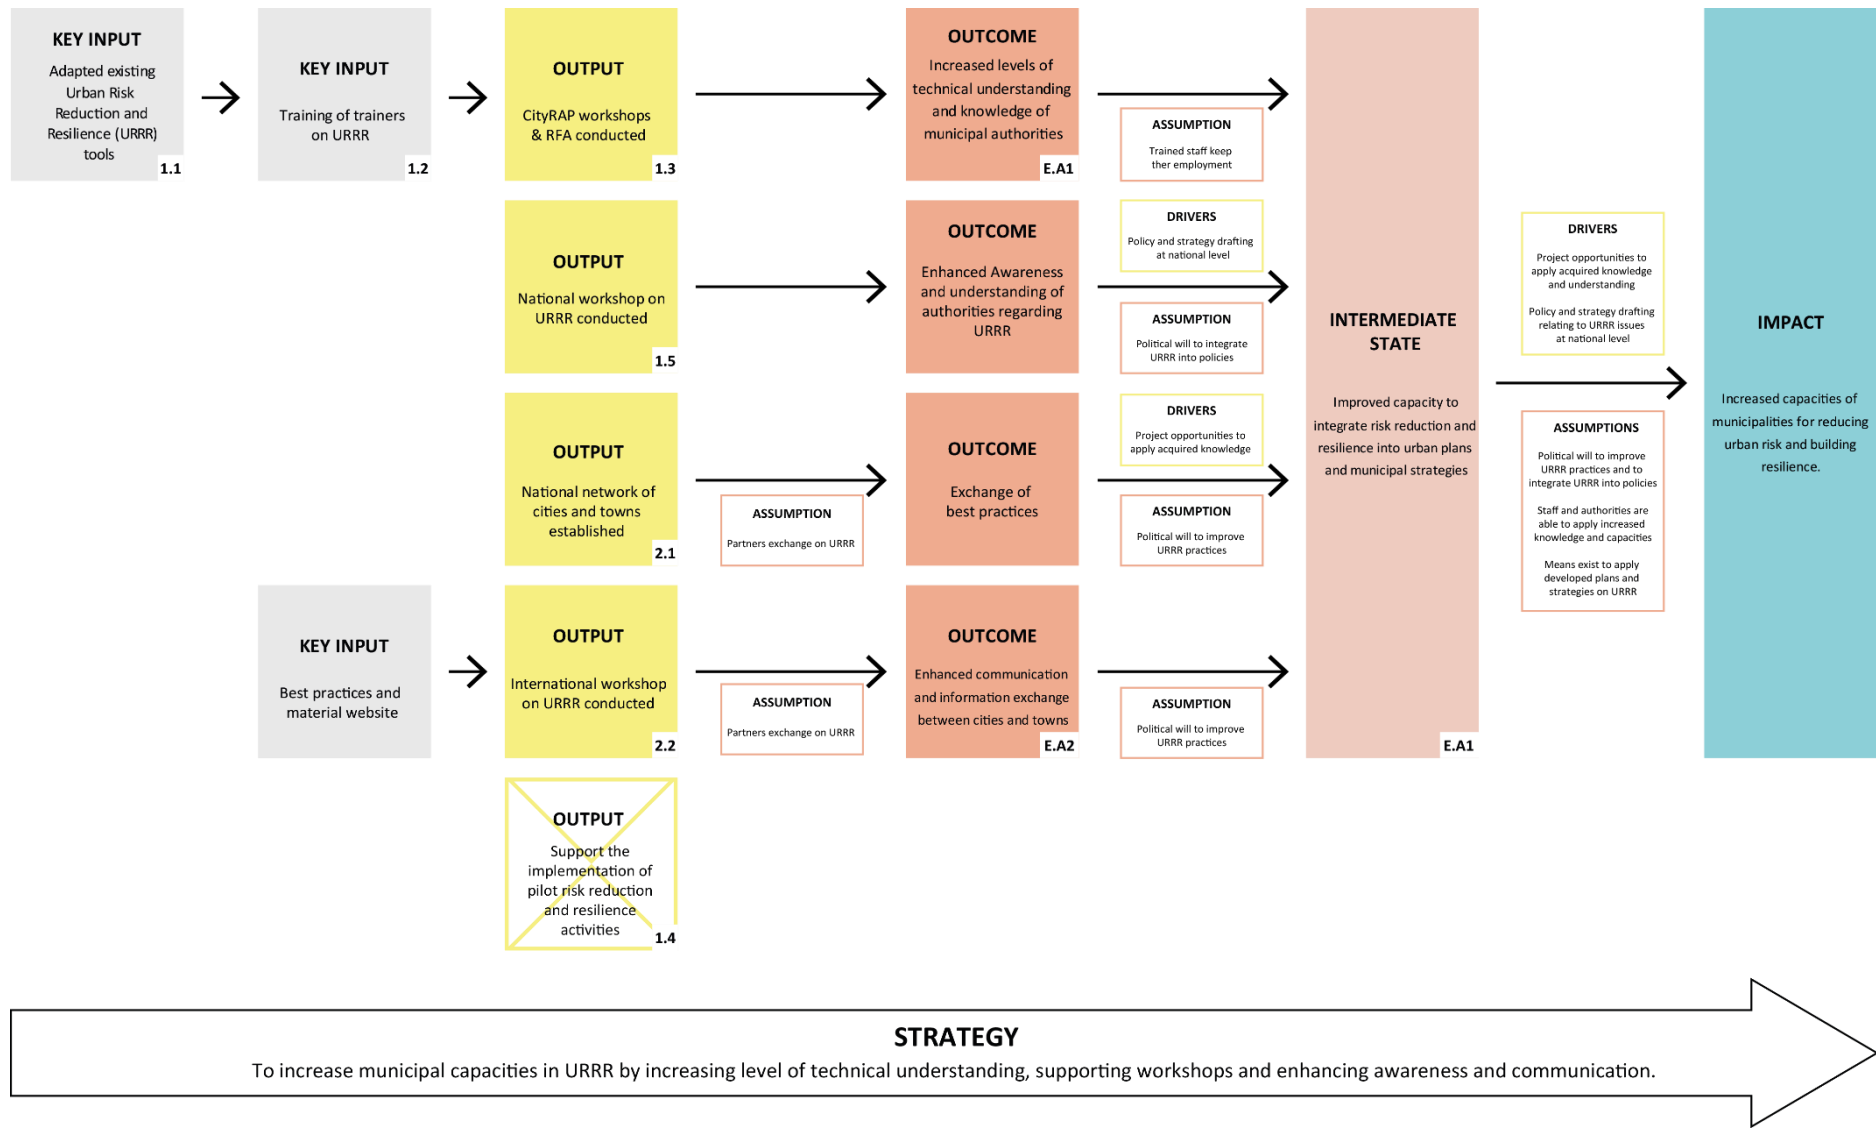 KEY INPUT
Adapted existing
Urban Risk
Reduction and
Resilience (URRR)
tools
1.1
KEY INPUT
Training of trainers
on URRR
1.2
OUTPUT
CityRAP workshops
& RFA conducted
1.3
OUTCOME
Increased levels of
technical understanding
and knowledge of
municipal authorities
E.A1
ASSUMPTION
Trained staff keep
ther employment
OUTPUT
National workshop on
URRR conducted
1.5
OUTCOME
Enhanced Awareness
and understanding of
authorities regarding
URRR
DRIVERS
Policy and strategy drafting
at national level
ASSUMPTION
Political will to integrate
URRR into policies
OUTPUT
National network of
cities and towns
established
2.1
ASSUMPTION
Partners exchange on URRR
OUTCOME
Exchange of
best practices
DRIVERS
Project opportunities to
apply acquired knowledge
ASSUMPTION
Political will to improve
URRR practices
KEY INPUT
Best practices and
material website
OUTPUT
International workshop
on URRR conducted
2.2
ASSUMPTION
Partners exchange on URRR
OUTCOME
Enhanced communication
and information exchange
between cities and towns
E.A2
ASSUMPTION
Political will to improve
URRR practices
INTERMEDIATE
STATE
Improved capacity to
integrate risk reduction and
resilience into urban plans
and municipal strategies
E.A1
DRIVERS
Project opportunities to
apply acquired knowledge
and understanding
Policy and strategy drafting
relating to URRR issues
at national level
ASSUMPTIONS
Political will to improve
URRR practices and to
integrate URRR into policies
Staff and authorities are
able to apply increased
knowledge and capacities
Means exist to apply
developed plans and
strategies on URRR
IMPACT
Increased capacities of
municipalities for reducing
urban risk and building
resilience.
OUTPUT
Support the
implementation of
pilot risk reduction
and resilience
activities
1.4
STRATEGY
To increase municipal capacities in URRR by increasing level of technical understanding, supporting workshops and enhancing awareness and communication.